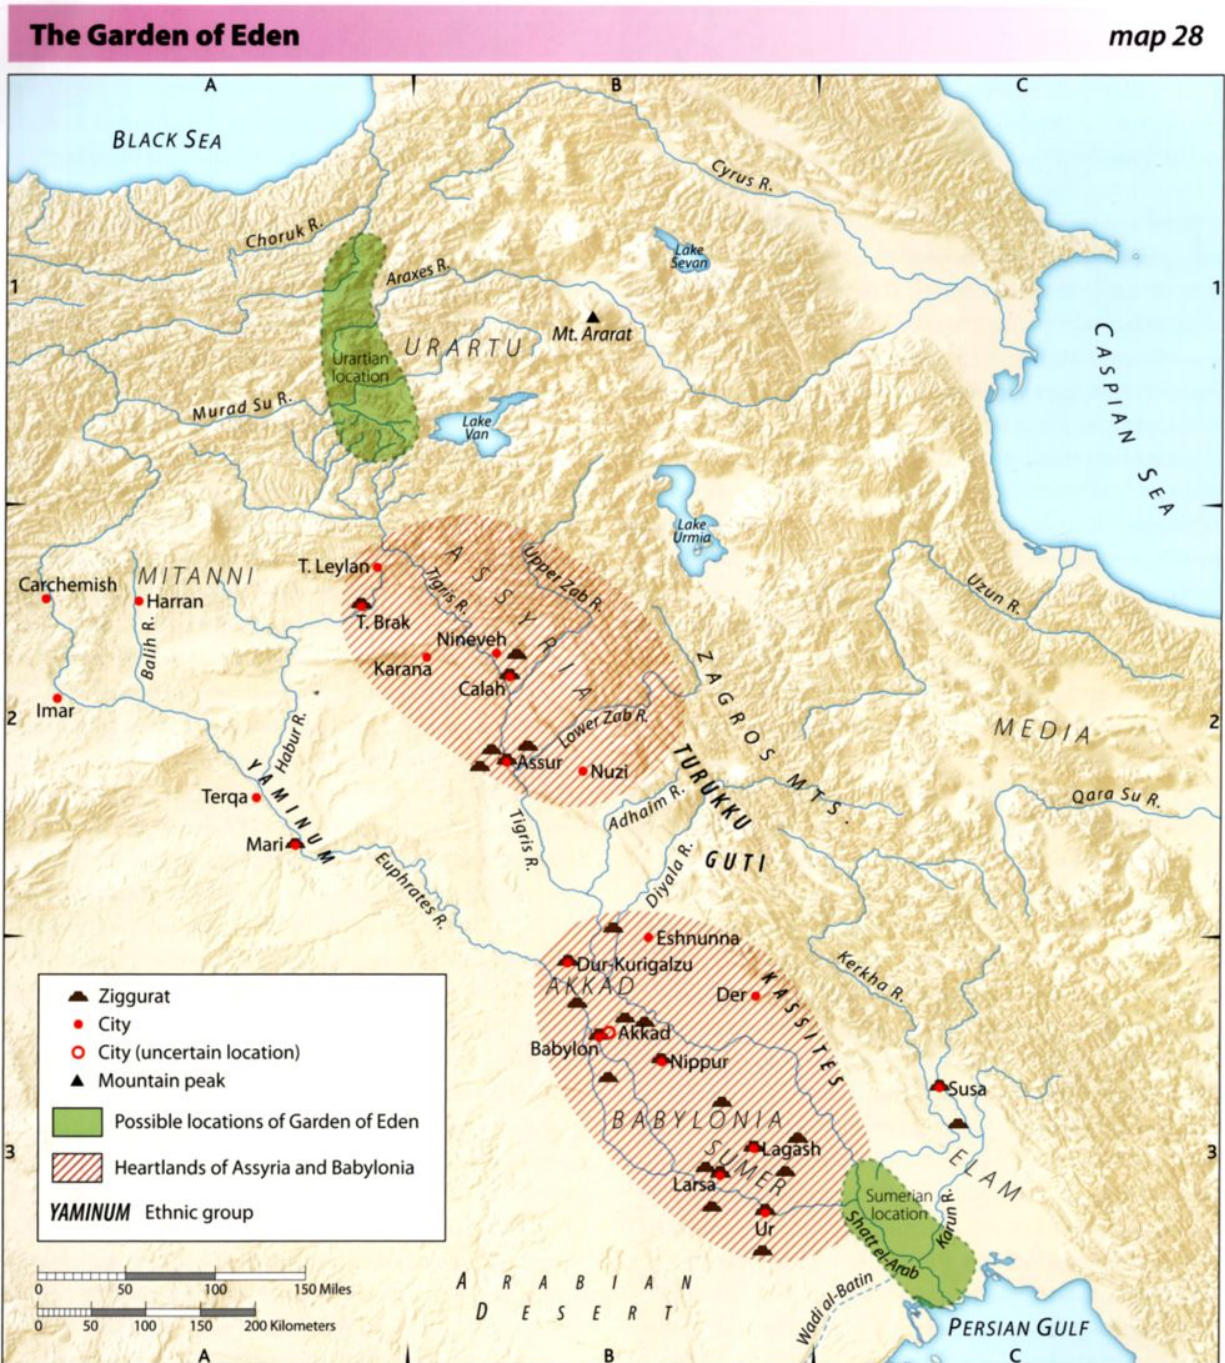 The Garden of Eden
map 28
A
B
C
BLACK SEA
Cyrus R.
Choruk R.
Lake
Sevan
Araxes R.
1
1
Mt. Ararat
URARTU
Urartian
location
CASPIAN SEA
Murad Su R.
Lake
Van
Lake
Urmia
ASSYRIA
Upper Zab R.
T. Leylan
Carchemish
MITANNI
Harran
Tigris R.
Uzun R.
T. Brak
Balih R.
Nineveh
Karana
Calah
ZAGROS MTS.
Imar
2
2
Lower Zab R.
MEDIA
Habur R.
Assur
Nuzi
YAMINUM
TURUKKU
Terqa
Adhaim R.
Qara Su R.
Mari
Tigris R.
GUTI
Euphrates R.
Diyala R.
Eshnunna
Dur-Kurigalzu
Kerkha R.
AKKAD
Der
KASSITES
Ziggurat
City
City (uncertain location)
Mountain peak
Possible locations of Garden of Eden
Heartlands of Assyria and Babylonia
YAMINUM Ethnic group
Akkad
Babylon
Nippur
Susa
BABYLONIA
SUMER
Lagash
3
3
Larsa
ELAM
Sumerian
location
Ur
Shatt el-Arab
Karun R.
0 50 100 150 Miles
0 50 100 150 200 Kilometers
ARABIAN
DESERT
Wadi al-Batin
PERSIAN GULF
A
B
C